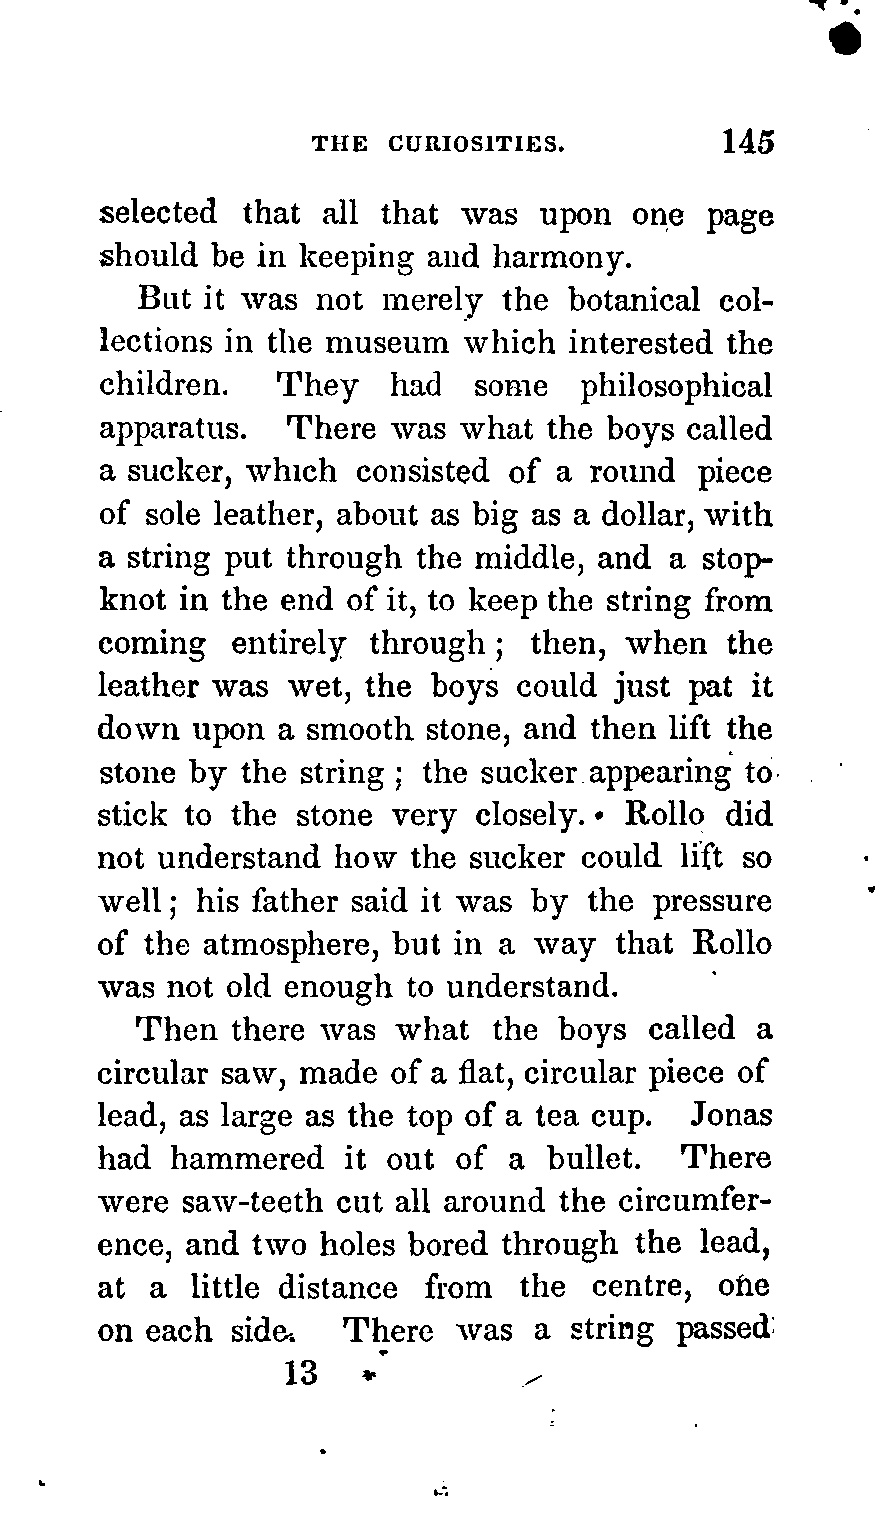 THE CURIOSITIES. 145
selected that all that was upon one page
should be in keeping and harmony.
But it was not merely the botanical col-
lections in the museum which interested the
children. They had some philosophical
apparatus. There was what the boys called
a sucker, which consisted of a round piece
of sole leather, about as big as a dollar, with
a string put through the middle, and a stop-
knot in the end of it, to keep the string from
coming entirely through; then, when the
leather was wet, the boys could just pat it
down upon a smooth stone, and then lift the
stone by the string; the sucker appearing to
stick to the stone very closely. Rollo did
not understand how the sucker could lift so
well; his father said it was by the pressure
of the atmosphere, but in a way that Rollo
was not old enough to understand.
Then there was what the boys called a
circular saw, made of a flat, circular piece of
lead, as large as the top of a tea cup. Jonas
had hammered it out of a bullet. There
were saw-teeth cut all around the circumfer-
ence, and two holes bored through the lead,
at a little distance from the centre, one
on each side. There was a string passed
13